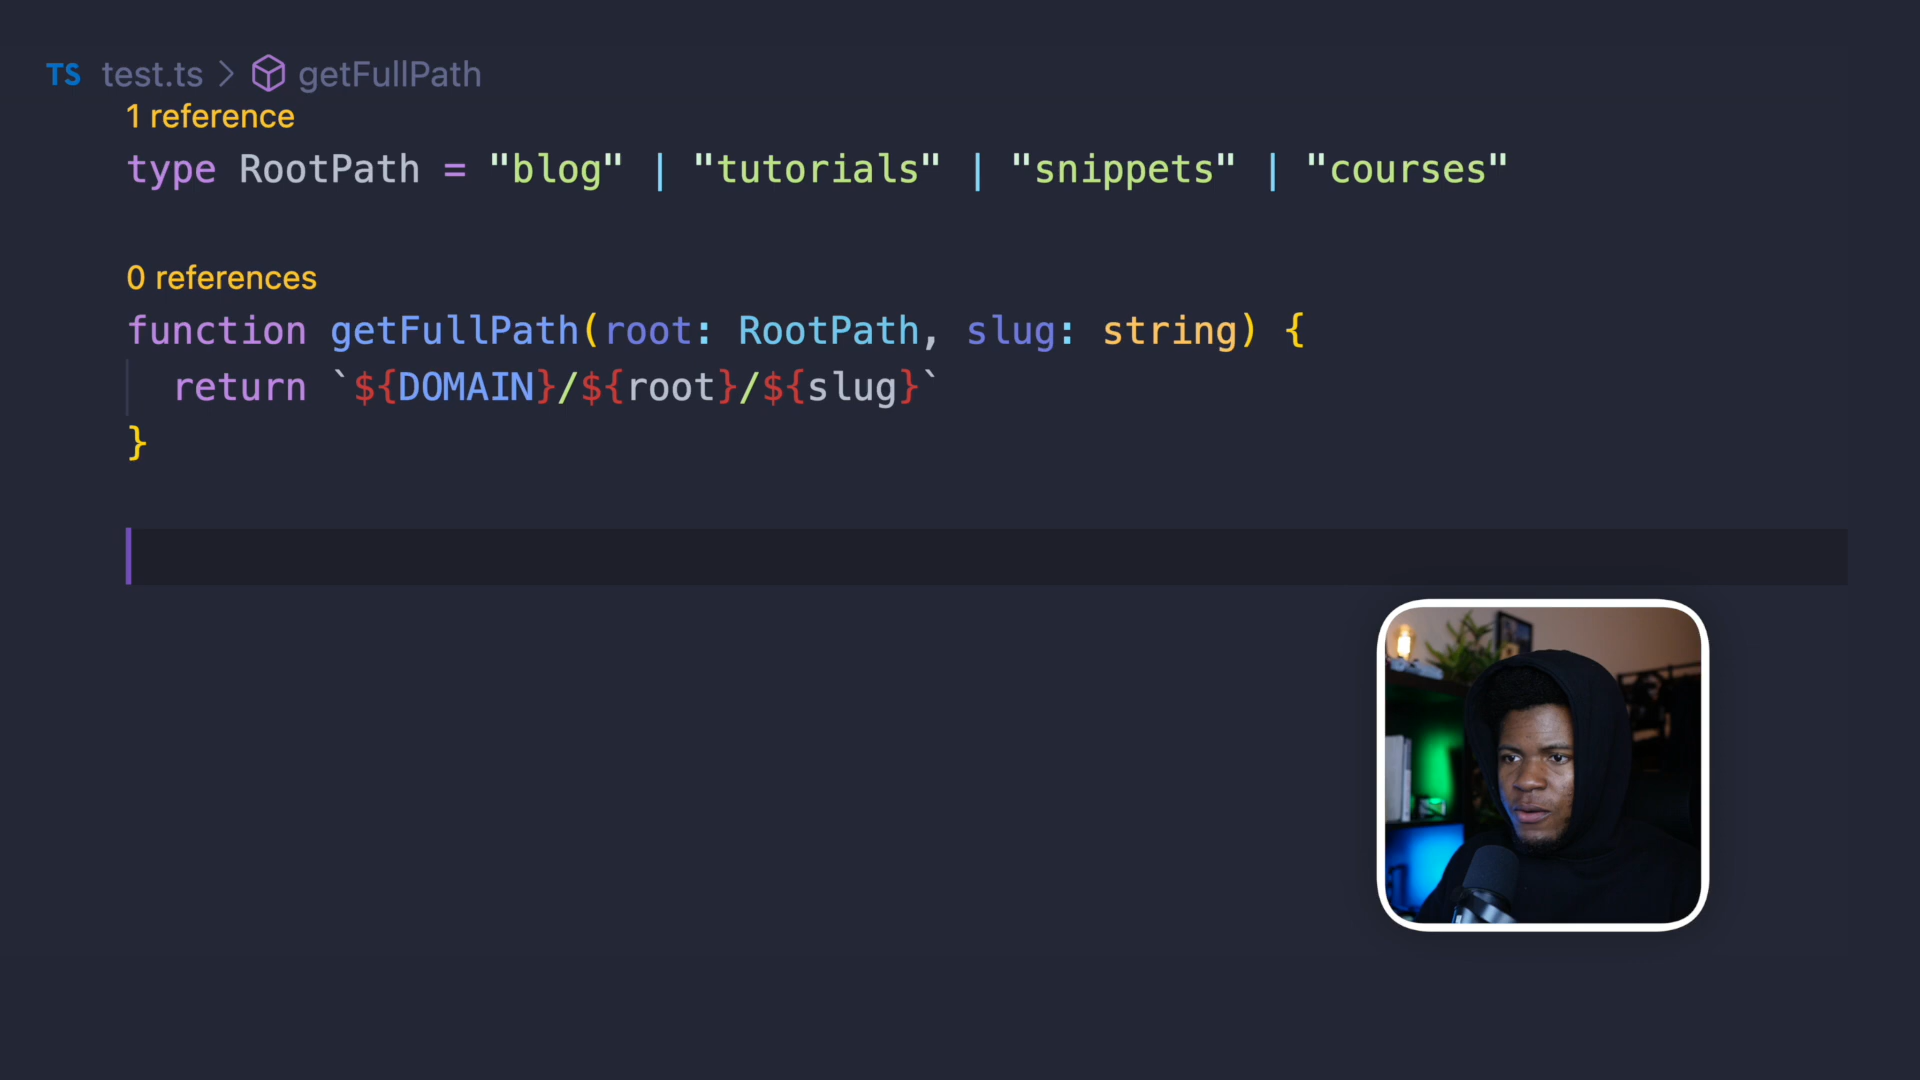 TS test.ts > getFullPath
1 reference
type RootPath = "blog" | "tutorials" | "snippets" | "courses"
0 references
function getFullPath(root: RootPath, slug: string) {
return `${DOMAIN}/${root}/${slug}`
}